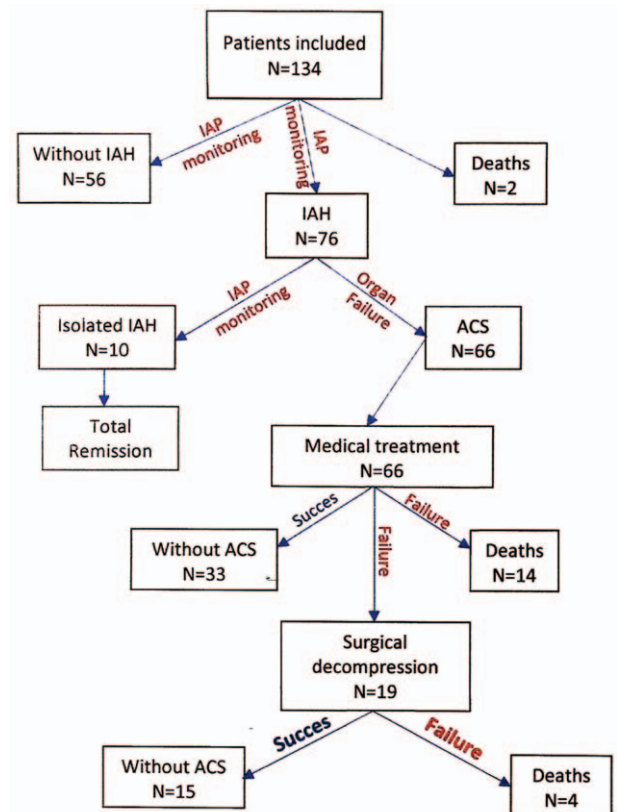 Patients included
N=134
IAP
monitoring
IAP
monitoring
Without IAH
N=56
Deaths
N=2
IAH
N=76
IAP
monitoring
Organ
Failure
Isolated IAH
N=10
ACS
N=66
Total
Remission
Medical treatment
N=66
Succes
Failure
Failure
Without ACS
N=33
Deaths
N=14
Surgical
decompression
N=19
Succes
Failure
Without ACS
N=15
Deaths
N=4